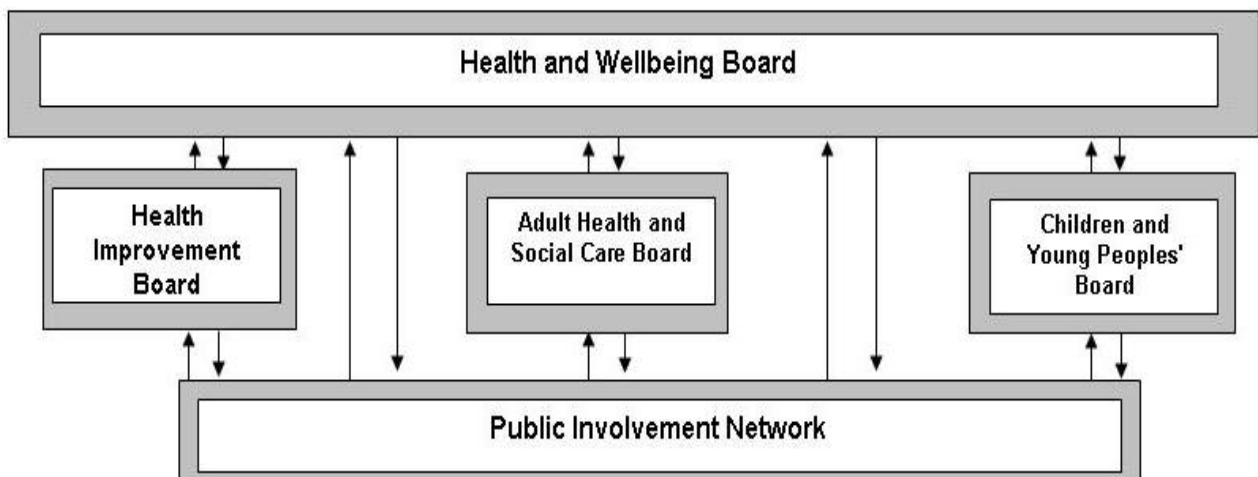 Health and Wellbeing Board
Health
Improvement
Board
Adult Health and
Social Care Board
Children and
Young Peoples'
Board
Public Involvement Network